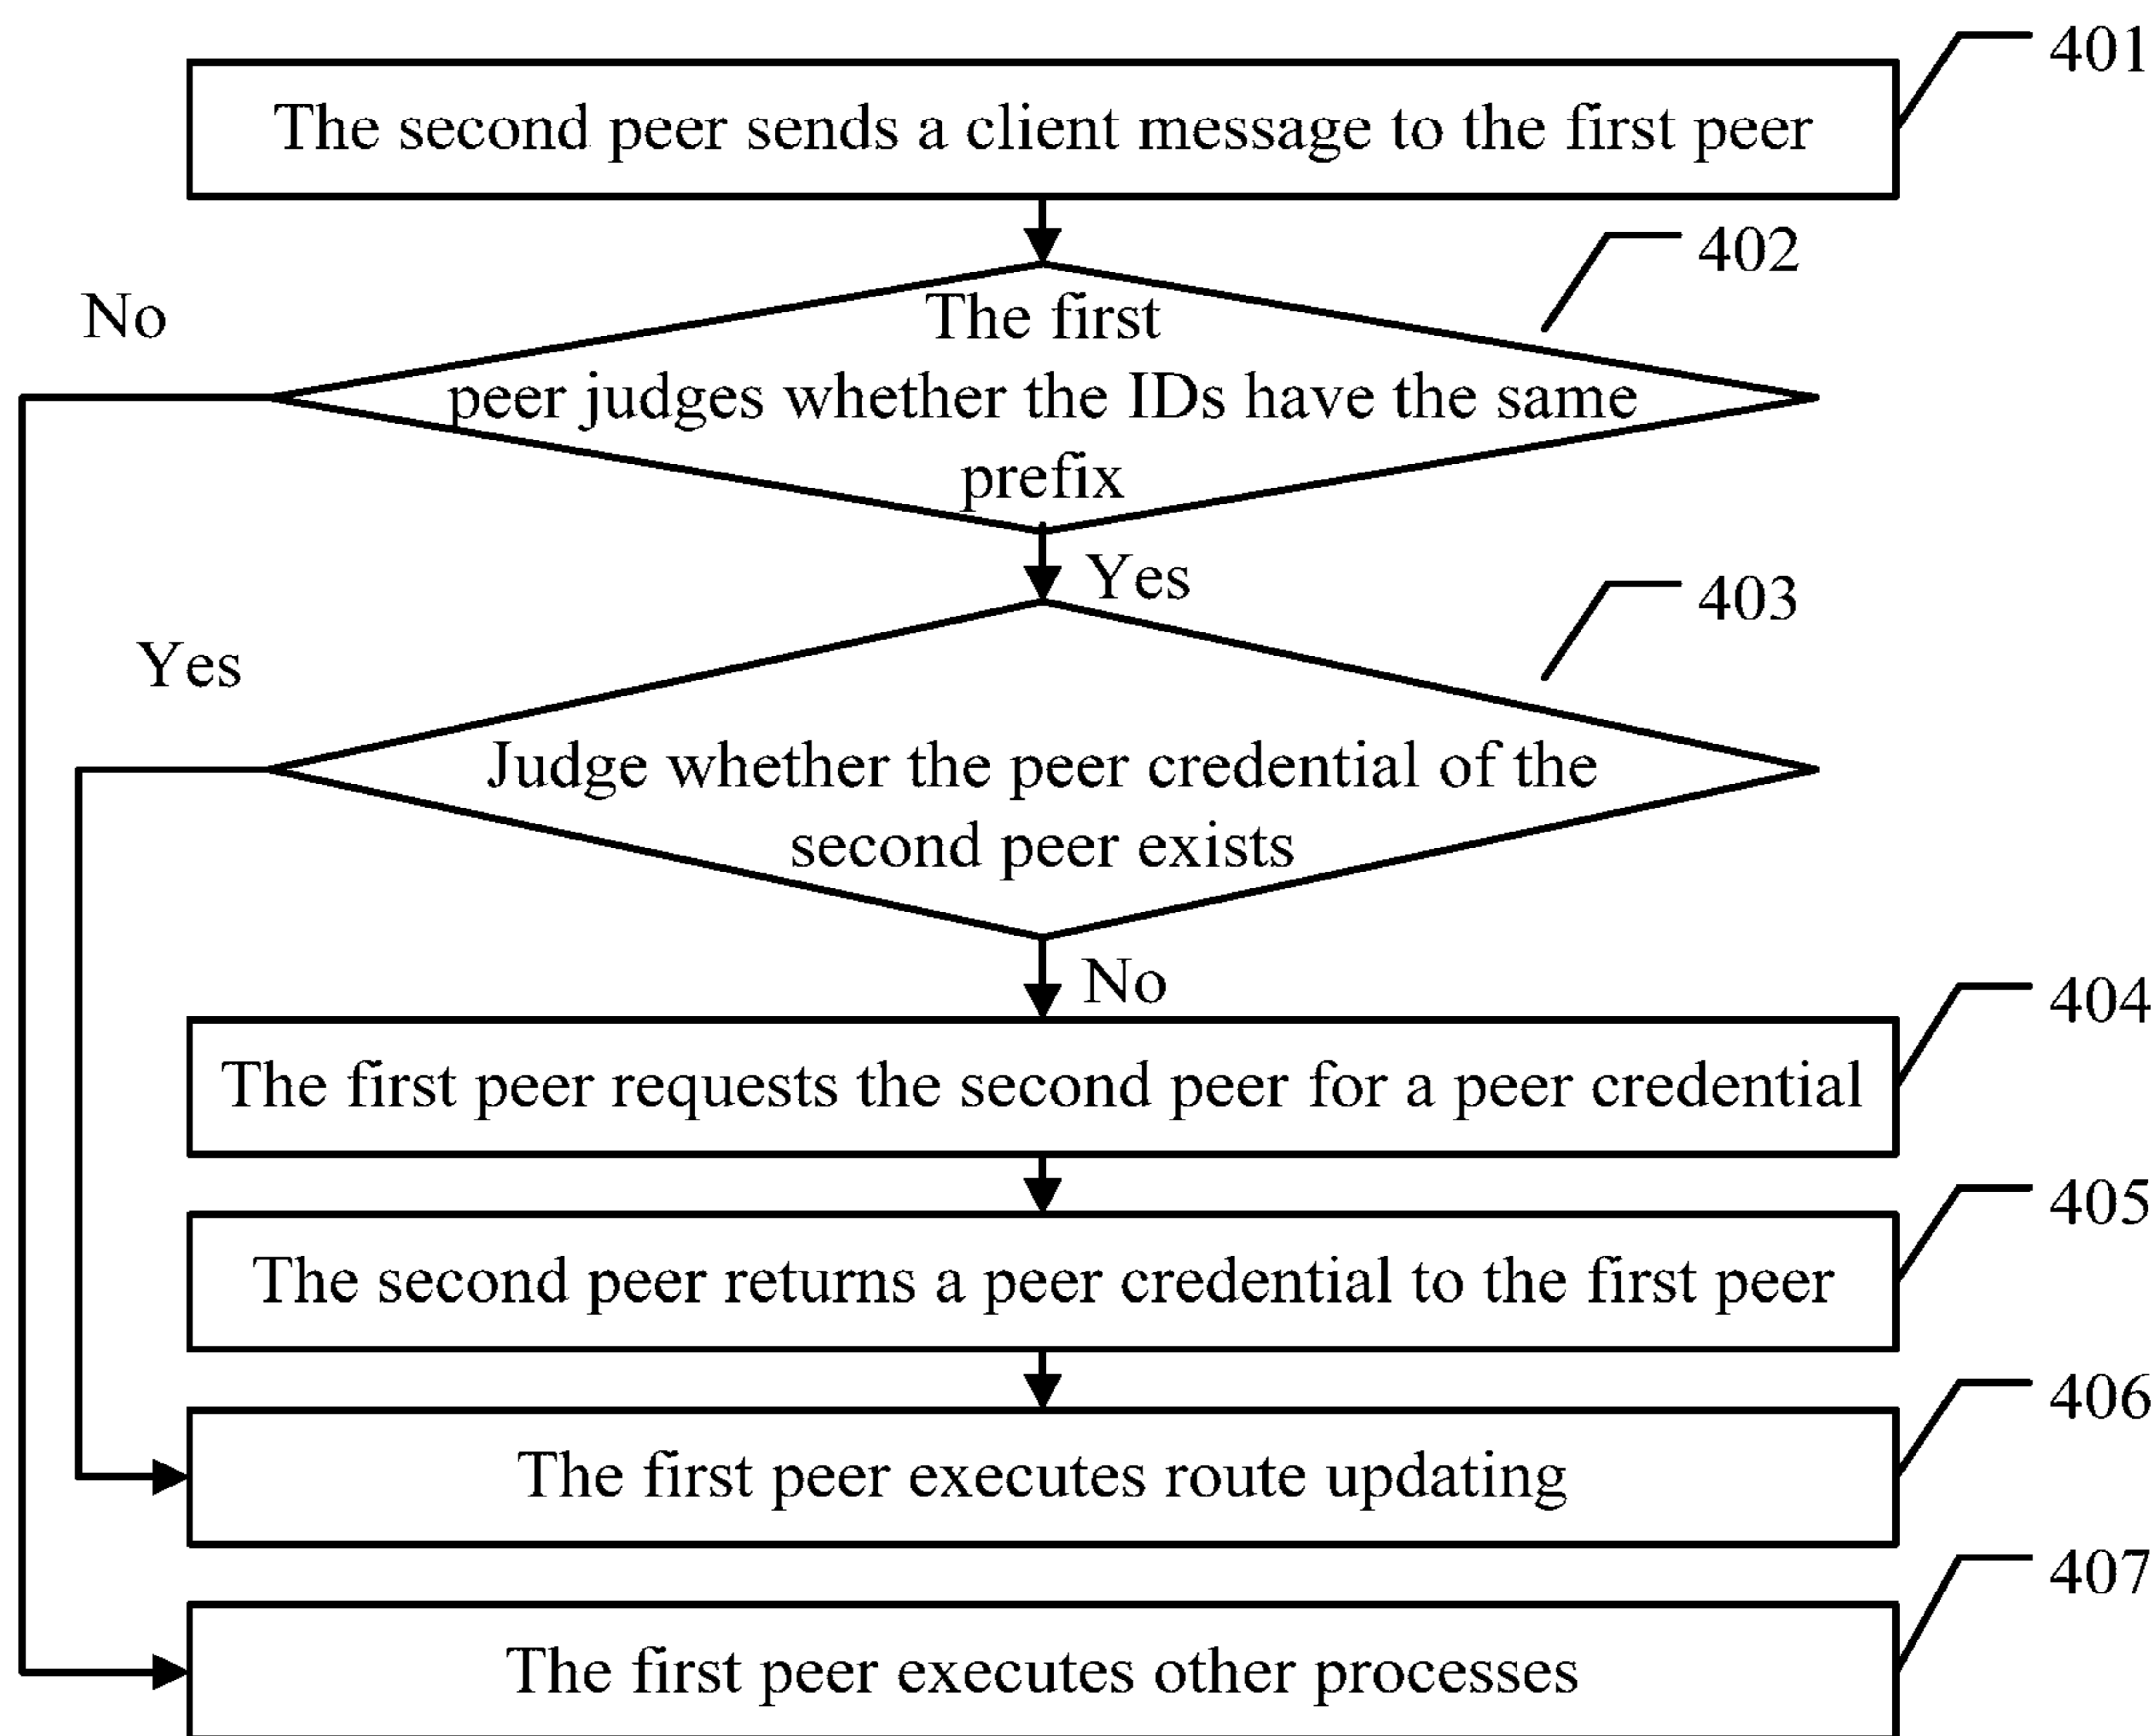 401
The second peer sends a client message to the first peer
402
No
The first
peer judges whether the IDs have the same
prefix
Yes
403
Yes
Judge whether the peer credential of the
second peer exists
No
404
The first peer requests the second peer for a peer credential
405
The second peer returns a peer credential to the first peer
406
The first peer executes route updating
407
The first peer executes other processes